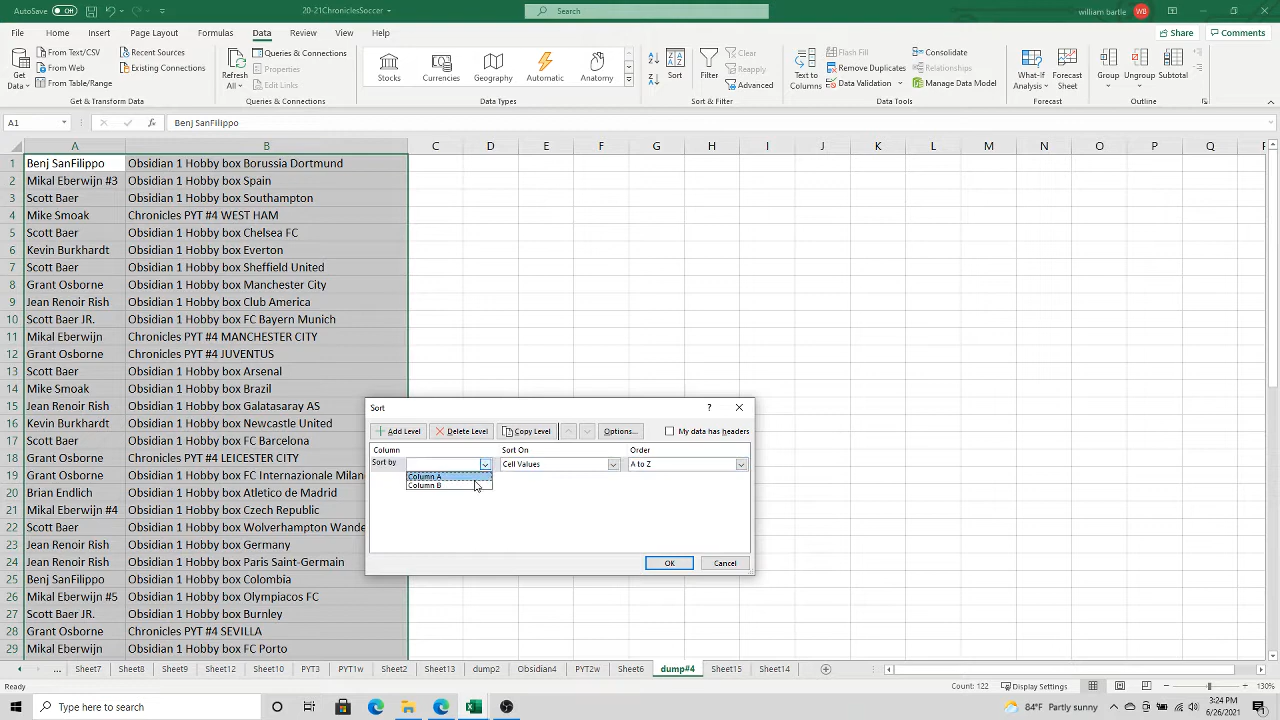 AutoSave Off 20-21ChroniclesSoccer Search william bartle WB
File Home Insert Page Layout Formulas Data Review View Help Share Comments
Get Data From Text/CSV Recent Sources
From Web Existing Connections
From Table/Range
Get & Transform Data
Refresh All Queries & Connections
Properties
Edit Links
Queries & Connections
Stocks Currencies Geography Automatic Anatomy
Data Types
Sort Filter Clear
Reapply
Advanced
Sort & Filter
Text to Columns Flash Fill Consolidate
Remove Duplicates Relationships
Data Validation Manage Data Model
Data Tools
What-If Analysis Forecast Sheet
Forecast
Group Ungroup Subtotal
Outline
A1 fx Benj SanFilippo
A B C D E F G H I J K L M N O P Q R
1 Benj SanFilippo Obsidian 1 Hobby box Borussia Dortmund
2 Mikal Eberwijn #3 Obsidian 1 Hobby box Spain
3 Scott Baer Obsidian 1 Hobby box Southampton
4 Mike Smoak Chronicles PYT #4 WEST HAM
5 Scott Baer Obsidian 1 Hobby box Chelsea FC
6 Kevin Burkhardt Obsidian 1 Hobby box Everton
7 Scott Baer Obsidian 1 Hobby box Sheffield United
8 Grant Osborne Obsidian 1 Hobby box Manchester City
9 Jean Renoir Rish Obsidian 1 Hobby box Club America
10 Scott Baer JR. Obsidian 1 Hobby box FC Bayern Munich
11 Mikal Eberwijn Chronicles PYT #4 MANCHESTER CITY
12 Grant Osborne Chronicles PYT #4 JUVENTUS
13 Scott Baer Obsidian 1 Hobby box Arsenal
14 Mike Smoak Obsidian 1 Hobby box Brazil
15 Jean Renoir Rish Obsidian 1 Hobby box Galatasaray AS
16 Kevin Burkhardt Obsidian 1 Hobby box Newcastle United
17 Scott Baer Obsidian 1 Hobby box FC Barcelona
18 Grant Osborne Chronicles PYT #4 LEICESTER CITY
19 Grant Osborne Obsidian 1 Hobby box FC Internazionale Milan
20 Brian Endlich Obsidian 1 Hobby box Atletico de Madrid
21 Mikal Eberwijn #4 Obsidian 1 Hobby box Czech Republic
22 Scott Baer Obsidian 1 Hobby box Wolverhampton Wande
23 Jean Renoir Rish Obsidian 1 Hobby box Germany
24 Jean Renoir Rish Obsidian 1 Hobby box Paris Saint-Germain
25 Benj SanFilippo Obsidian 1 Hobby box Colombia
26 Mikal Eberwijn #5 Obsidian 1 Hobby box Olympiacos FC
27 Scott Baer JR. Obsidian 1 Hobby box Burnley
28 Grant Osborne Chronicles PYT #4 SEVILLA
29 Mikal Eberwijn Obsidian 1 Hobby box FC Porto
Sort ?
Add Level Delete Level Copy Level Options... My data has headers
Column Sort On Order
Sort by Cell Values A to Z
Column A
Column B
OK Cancel
... Sheet7 Sheet8 Sheet9 Sheet12 Sheet10 PYT3 PYT1w Sheet2 Sheet13 dump2 Obsidian4 PYT2w Sheet6 dump#4 Sheet15 Sheet14
Ready Count: 122 Display Settings 130%
Type here to search 84°F Partly sunny 3:24 PM
6/26/2021